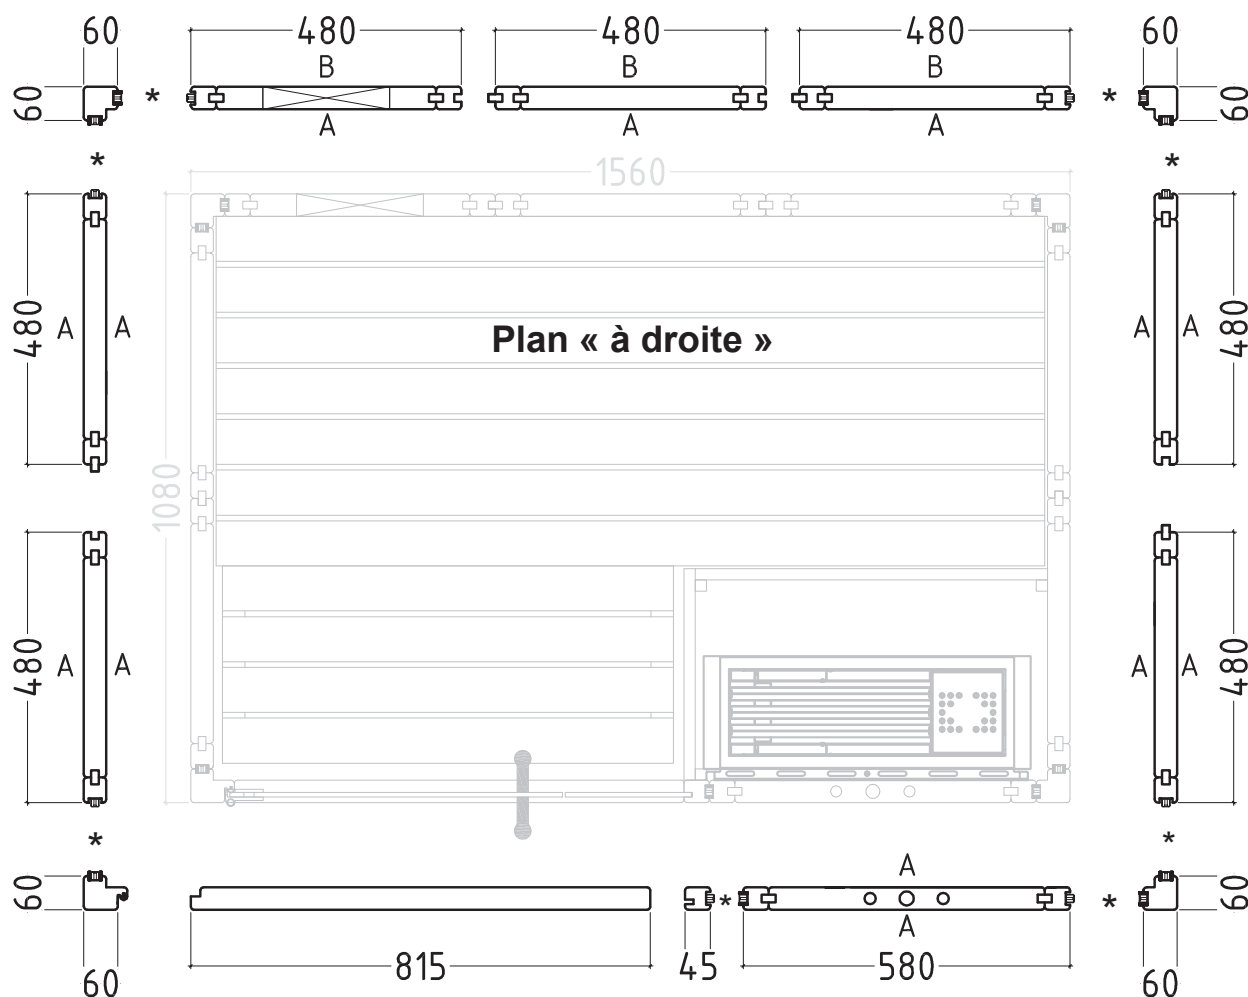 60 480 480 480 60
B B B
60 * * 60
A A A
* *
1560
480 A A A A 480
Plan « à droite »
1080
480 A A A A 480
* *
A
60 * * 60
A
60 815 45 580 60